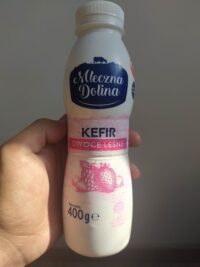 Mleczna
Dolina
KEFIR
OWOCE LEŚNE
400g e